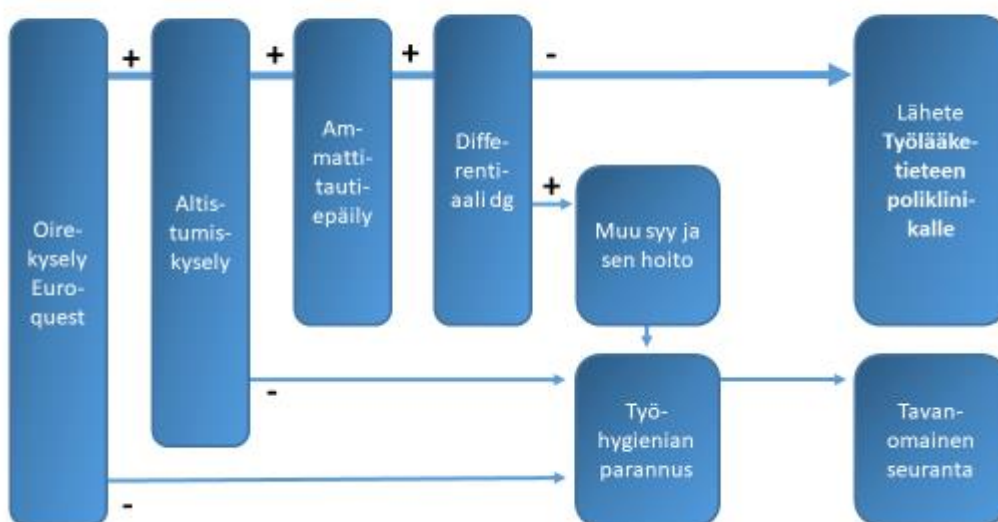 +
+
+
-
Oire-
kysely
Euro-
quest
Altis-
tumis-
kysely
Am-
matti-
tauti-
epäily
Diffe-
renti-
aali dg
+
Muu syy ja
sen hoito
Lähete
Työlääke-
tieteen
poliklini-
kalle
-
-
Työ-
hygienian
parannus
Tavan-
omainen
seuranta